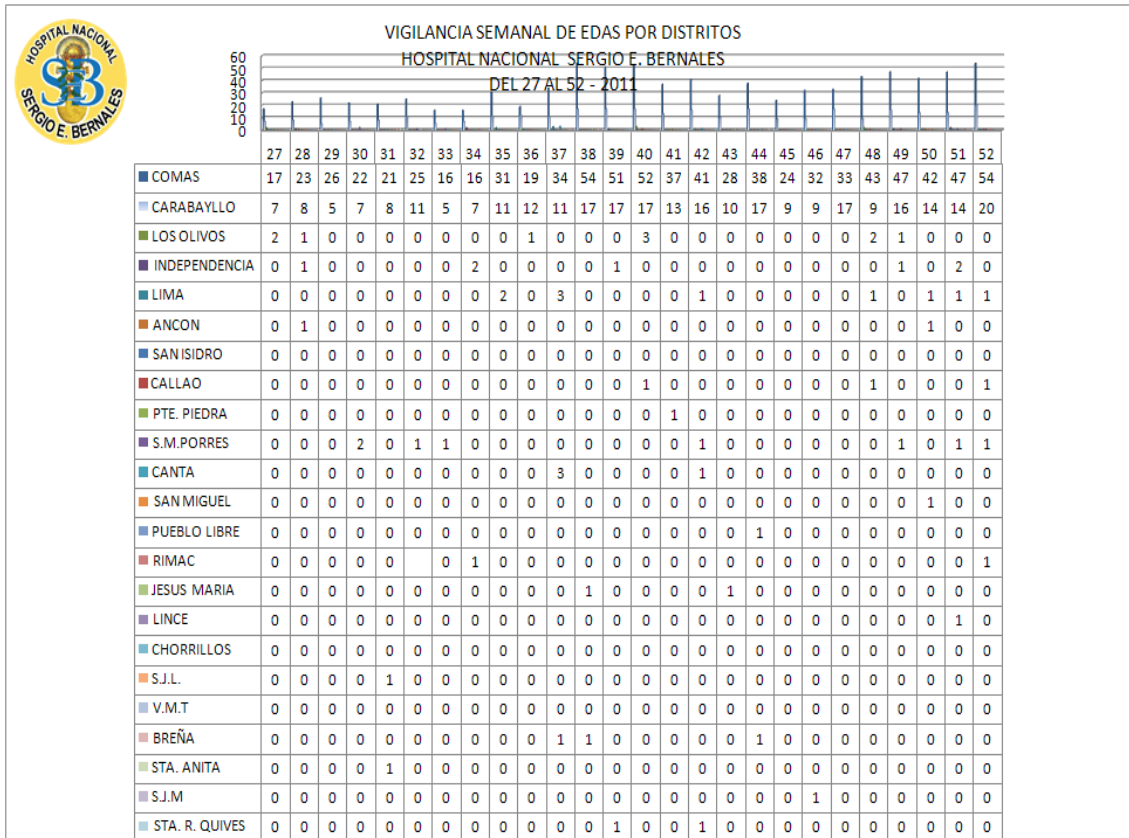 HOSPITAL NACIONAL
SHB
SERGIO E. BERNALES
VIGILANCIA SEMANAL DE EDAS POR DISTRITOS
HOSPITAL NACIONAL SERGIO E. BERNALES
DEL 27 AL 52 - 2011
60
50
40
30
20
10
0
27 28 29 30 31 32 33 34 35 36 37 38 39 40 41 42 43 44 45 46 47 48 49 50 51 52
COMAS 17 23 26 22 21 25 16 16 31 19 34 54 51 52 37 41 28 38 24 32 33 43 47 42 47 54
CARABAYLLO 7 8 5 7 8 11 5 7 11 12 11 17 17 17 13 16 10 17 9 9 17 9 16 14 14 20
LOS OLIVOS 2 1 0 0 0 0 0 0 0 1 0 0 0 3 0 0 0 0 0 0 0 2 1 0 0 0
INDEPENDENCIA 0 1 0 0 0 0 0 2 0 0 0 0 1 0 0 0 0 0 0 0 0 0 1 0 2 0
LIMA 0 0 0 0 0 0 0 0 2 0 3 0 0 0 0 1 0 0 0 0 0 1 0 1 1 1
ANCON 0 1 0 0 0 0 0 0 0 0 0 0 0 0 0 0 0 0 0 0 0 0 0 1 0 0
SAN ISIDRO 0 0 0 0 0 0 0 0 0 0 0 0 0 0 0 0 0 0 0 0 0 0 0 0 0 0
CALLAO 0 0 0 0 0 0 0 0 0 0 0 0 0 1 0 0 0 0 0 0 0 1 0 0 0 1
PTE. PIEDRA 0 0 0 0 0 0 0 0 0 0 0 0 0 0 1 0 0 0 0 0 0 0 0 0 0 0
S.M.PORRES 0 0 0 2 0 1 1 0 0 0 0 0 0 0 0 1 0 0 0 0 0 0 1 0 1 1
CANTA 0 0 0 0 0 0 0 0 0 0 3 0 0 0 0 1 0 0 0 0 0 0 0 0 0 0
SAN MIGUEL 0 0 0 0 0 0 0 0 0 0 0 0 0 0 0 0 0 0 0 0 0 0 0 1 0 0
PUEBLO LIBRE 0 0 0 0 0 0 0 0 0 0 0 0 0 0 0 0 0 1 0 0 0 0 0 0 0 0
RIMAC 0 0 0 0 0 0 1 0 0 0 0 0 0 0 0 0 0 0 0 0 0 0 0 0 1
JESUS MARIA 0 0 0 0 0 0 0 0 0 0 0 1 0 0 0 0 1 0 0 0 0 0 0 0 0 0
LINCE 0 0 0 0 0 0 0 0 0 0 0 0 0 0 0 0 0 0 0 0 0 0 0 0 1 0
CHORRILLOS 0 0 0 0 0 0 0 0 0 0 0 0 0 0 0 0 0 0 0 0 0 0 0 0 0 0
S.J.L. 0 0 0 0 1 0 0 0 0 0 0 0 0 0 0 0 0 0 0 0 0 0 0 0 0 0
V.M.T 0 0 0 0 0 0 0 0 0 0 0 0 0 0 0 0 0 0 0 0 0 0 0 0 0 0
BREÑA 0 0 0 0 0 0 0 0 0 0 1 1 0 0 0 0 0 1 0 0 0 0 0 0 0 0
STA. ANITA 0 0 0 0 1 0 0 0 0 0 0 0 0 0 0 0 0 0 0 0 0 0 0 0 0 0
S.J.M 0 0 0 0 0 0 0 0 0 0 0 0 0 0 0 0 0 0 0 1 0 0 0 0 0 0
STA. R. QUIVES 0 0 0 0 0 0 0 0 0 0 0 0 1 0 0 1 0 0 0 0 0 0 0 0 0 0